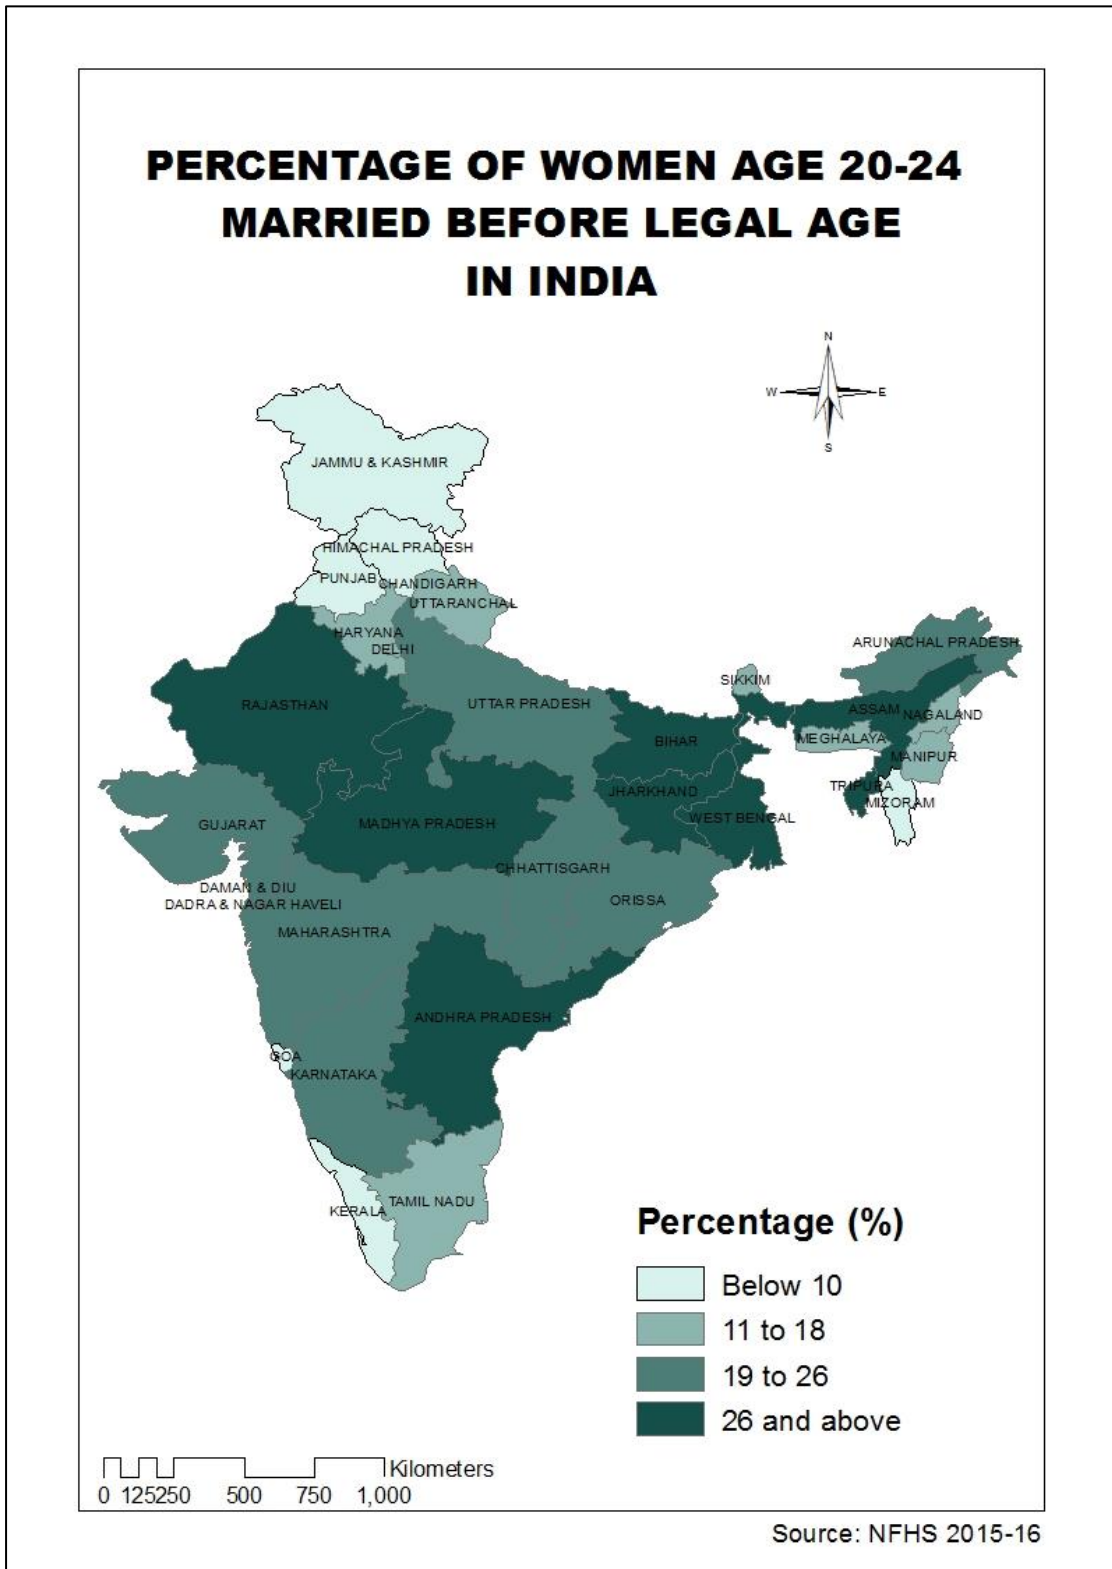 PERCENTAGE OF WOMEN AGE 20-24
MARRIED BEFORE LEGAL AGE
IN INDIA
N
W
E
S
JAMMU & KASHMIR
HIMACHAL PRADESH
PUNJAB
CHANDIGARH
UTTARANCHAL
HARYANA
DELHI
ARUNACHAL PRADESH
SIKKIM
RAJASTHAN
UTTAR PRADESH
ASSAM
NAGALAND
BIHAR
MEGHALAYA
MANIPUR
TRIPURA
JHARKHAND
MIZORAM
GUJARAT
MADHYA PRADESH
WEST BENGAL
CHHATTISGARH
DAMAN & DIU
DADRA & NAGAR HAVELI
ORISSA
MAHARASHTRA
ANDHRA PRADESH
GOA
KARNATAKA
KERALA
TAMIL NADU
Percentage (%)
Below 10
11 to 18
19 to 26
26 and above
Kilometers
0 125250 500 750 1,000
Source: NFHS 2015-16